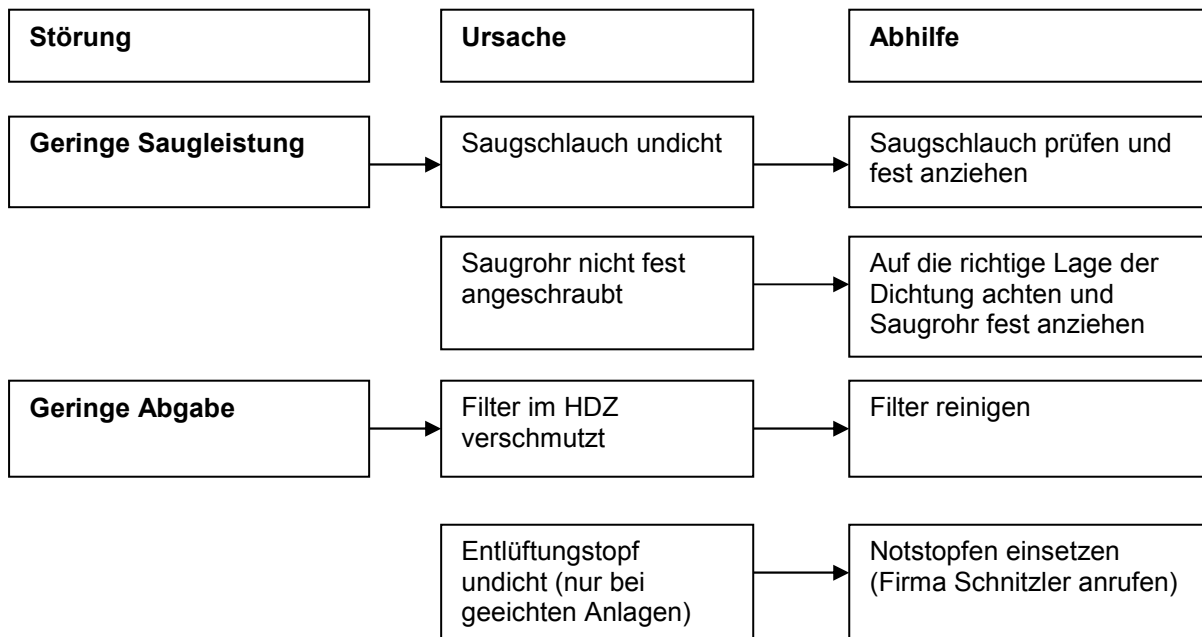 Störung
Ursache
Abhilfe
Geringe Saugleistung
Saugschlauch undicht
Saugschlauch prüfen und
fest anziehen
Saugrohr nicht fest
angeschraubt
Auf die richtige Lage der
Dichtung achten und
Saugrohr fest anziehen
Geringe Abgabe
Filter im HDZ
verschmutzt
Filter reinigen
Entlüftungstopf
undicht (nur bei
geeichten Anlagen)
Notstopfen einsetzen
(Firma Schnitzler anrufen)